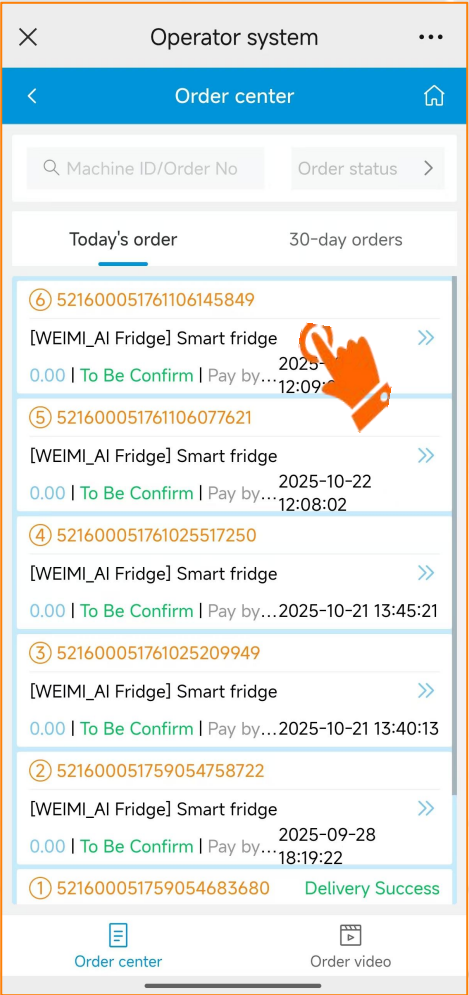 Operator system
Order center
Machine ID/Order No
Order status
Today's order
30-day orders
⑥ 521600051761106145849
[WEIMI_AI Fridge] Smart fridge
0.00 | To Be Confirm | Pay by...
2025-
12:09:
⑤ 521600051761106077621
[WEIMI_AI Fridge] Smart fridge
0.00 | To Be Confirm | Pay by...
2025-10-22
12:08:02
④ 521600051761025517250
[WEIMI_AI Fridge] Smart fridge
0.00 | To Be Confirm | Pay by...2025-10-21 13:45:21
③ 521600051761025209949
[WEIMI_AI Fridge] Smart fridge
0.00 | To Be Confirm | Pay by...2025-10-21 13:40:13
② 521600051759054758722
[WEIMI_AI Fridge] Smart fridge
0.00 | To Be Confirm | Pay by...
2025-09-28
18:19:22
① 521600051759054683680 Delivery Success
Order center
Order video